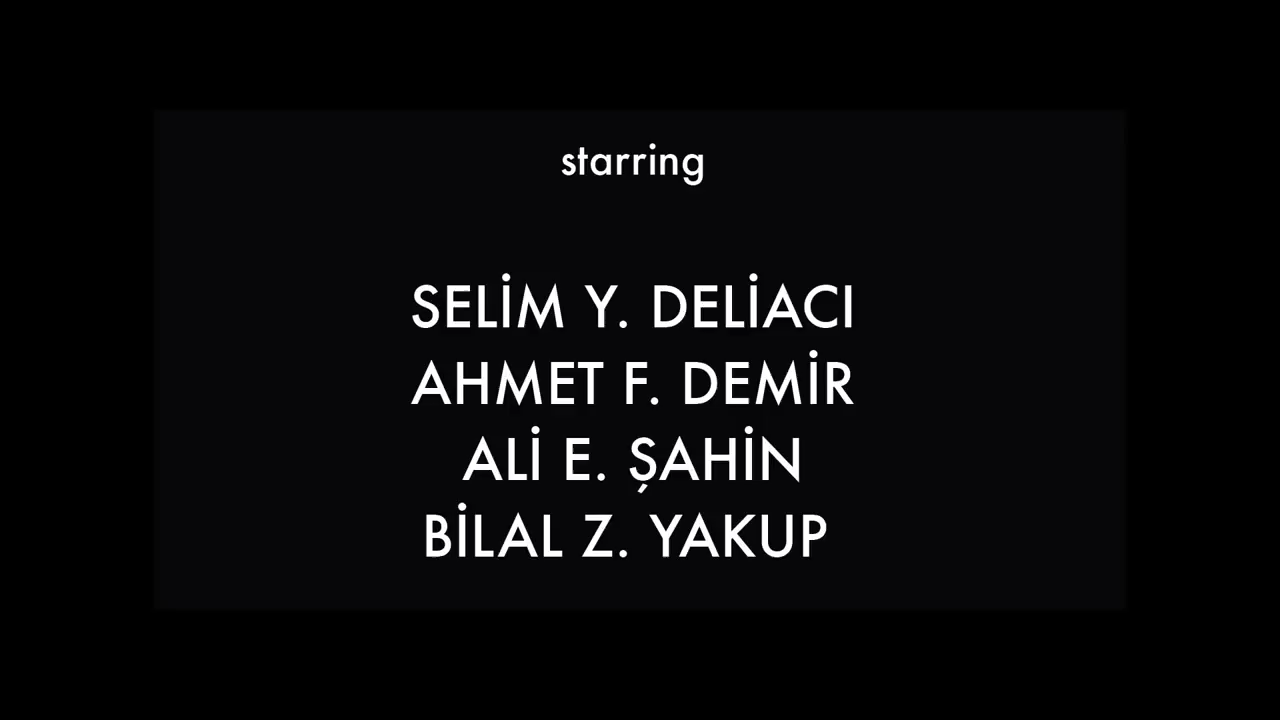 starring
SELİM Y. DELİACI
AHMET F. DEMİR
ALİ E. ŞAHİN
BİLAL Z. YAKUP